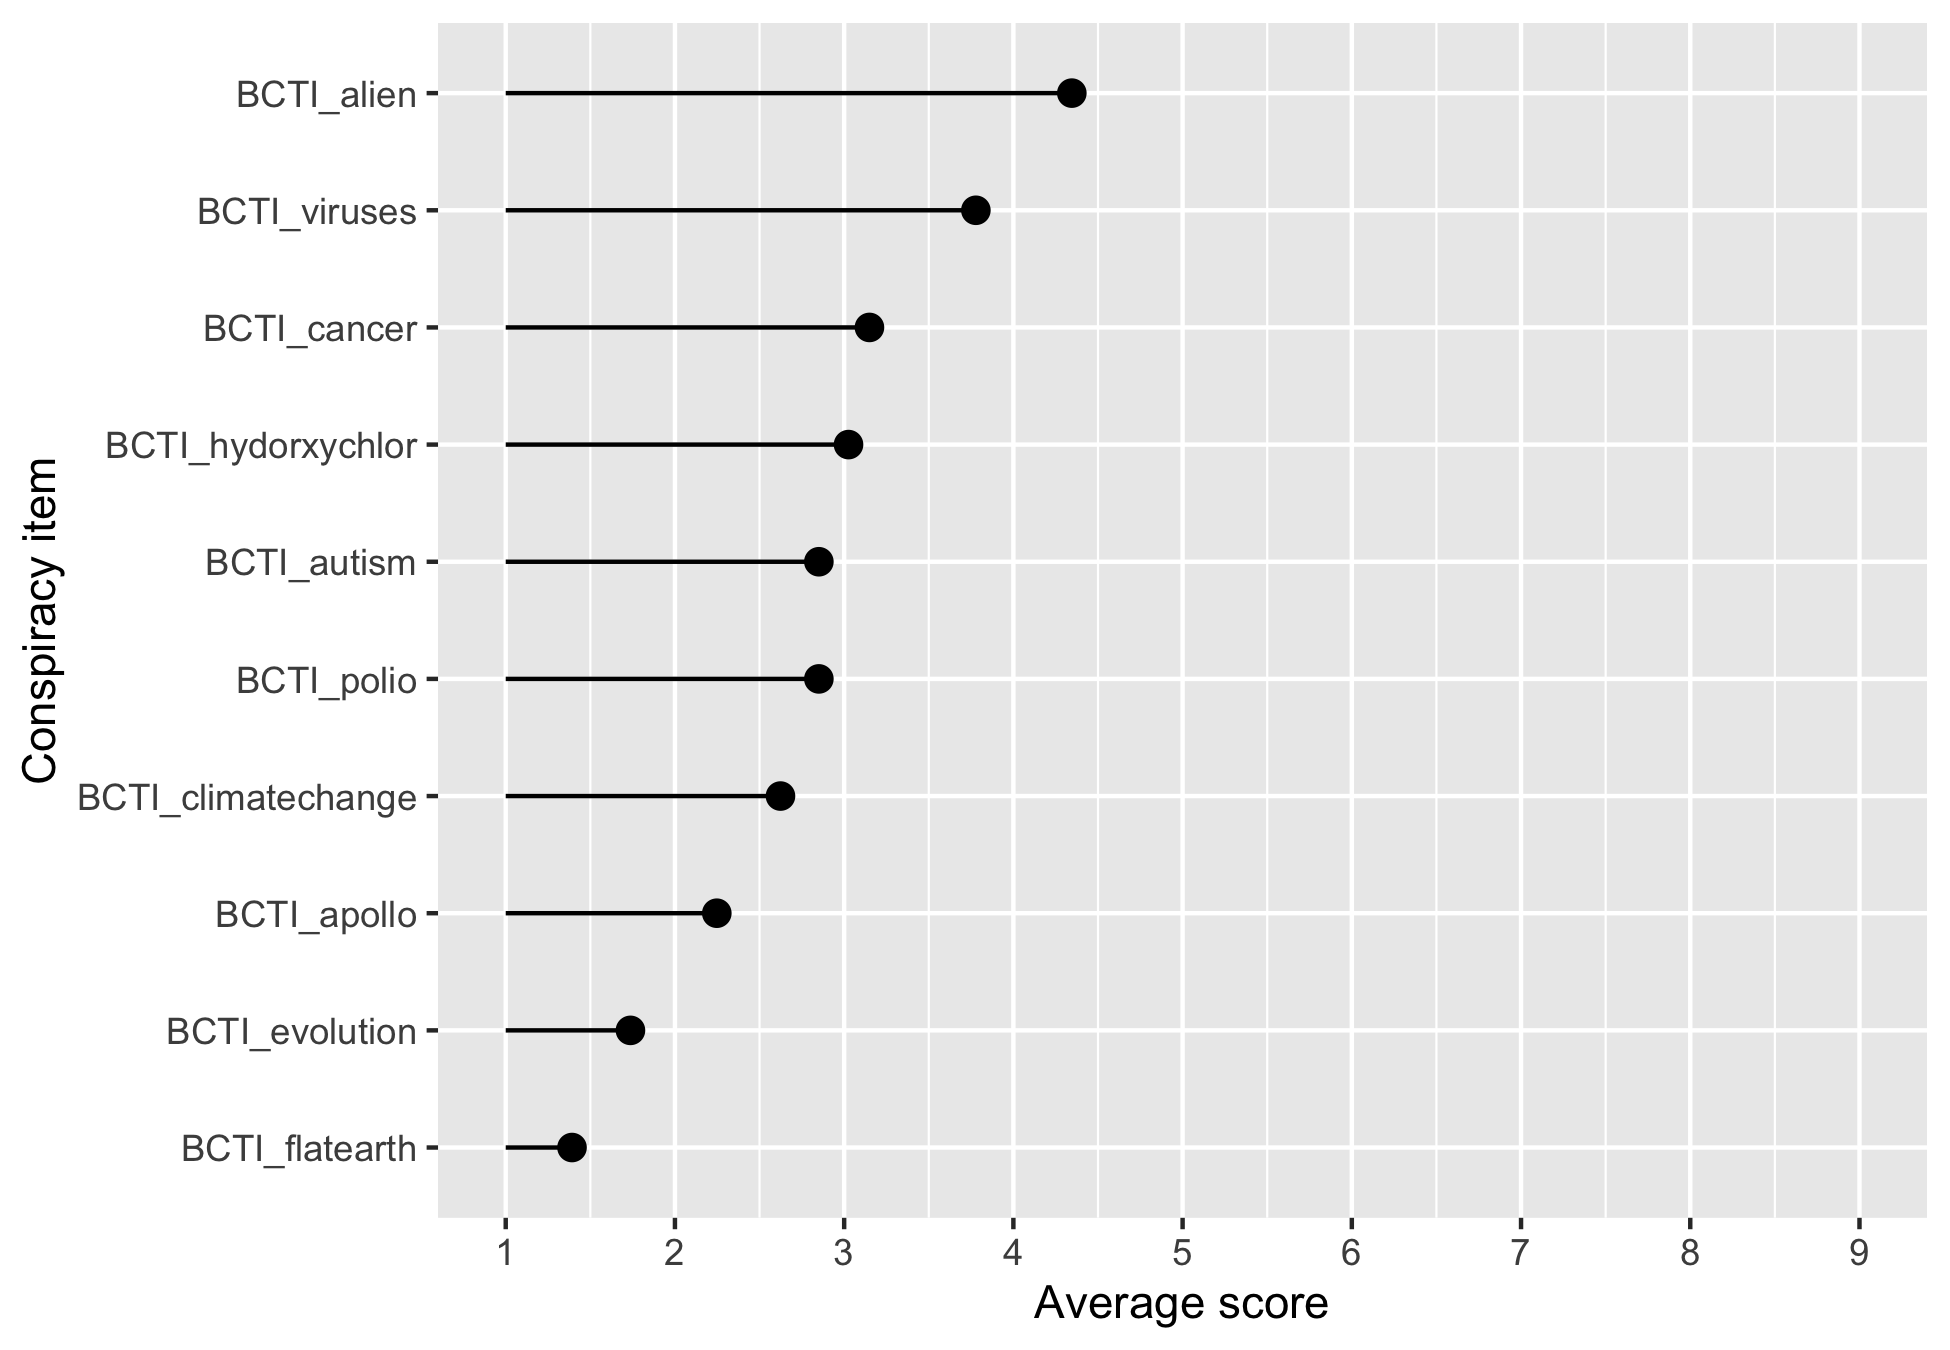 BCTI_alien
BCTI_viruses
BCTI_cancer
BCTI_hydorxychlor
BCTI_autism
BCTI_polio
BCTI_climatechange
BCTI_apollo
BCTI_evolution
BCTI_flatearth
Conspiracy item
1 2 3 4 5 6 7 8 9
Average score